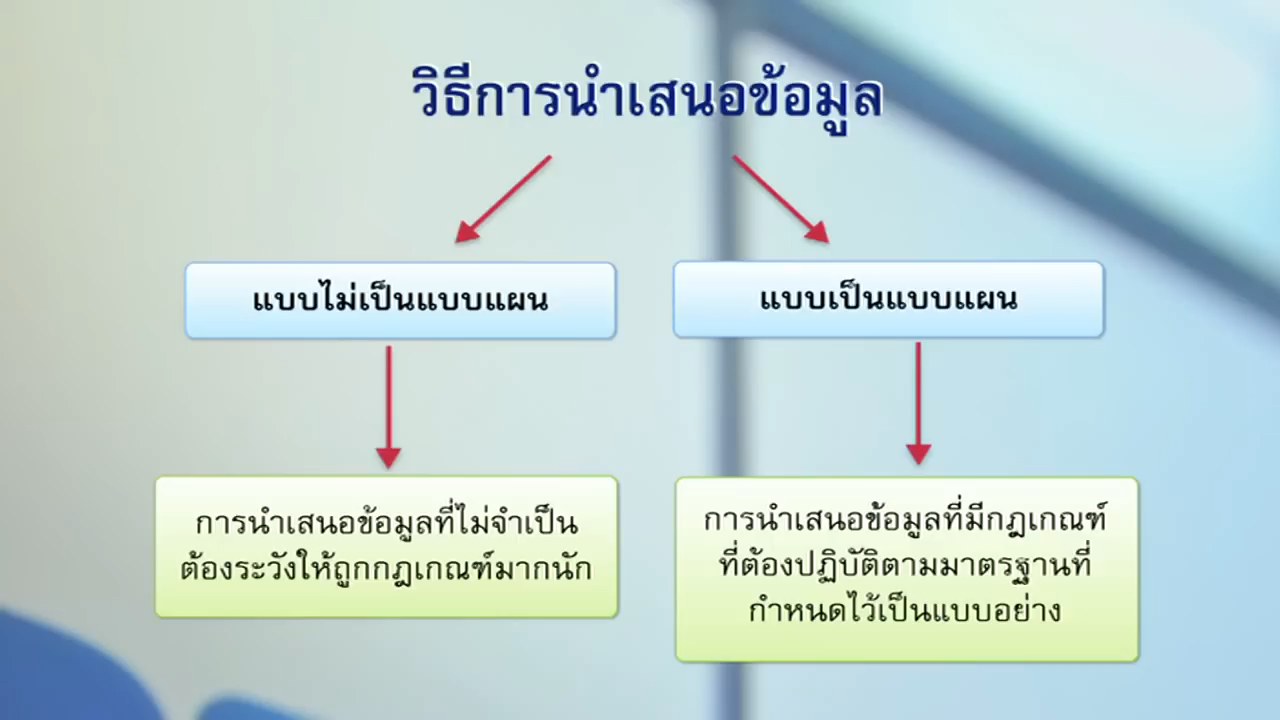 วิธีการนำเสนอข้อมูล
แบบไม่เป็นแบบแผน
แบบเป็นแบบแผน
การนำเสนอข้อมูลที่ไม่จำเป็น
ต้องระวังให้ถูกกฎเกณฑ์มากนัก
การนำเสนอข้อมูลที่มีกฎเกณฑ์
ที่ต้องปฏิบัติตามมาตรฐานที่
กำหนดไว้เป็นแบบอย่าง